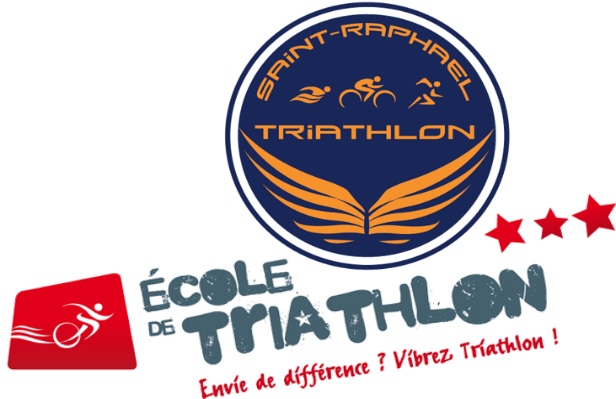 SAiNT-RAPHAEL
TRiATHLON
ÉCOLE
DE TRIATHLON
Envie de différence ? Vibrez Triathlon !